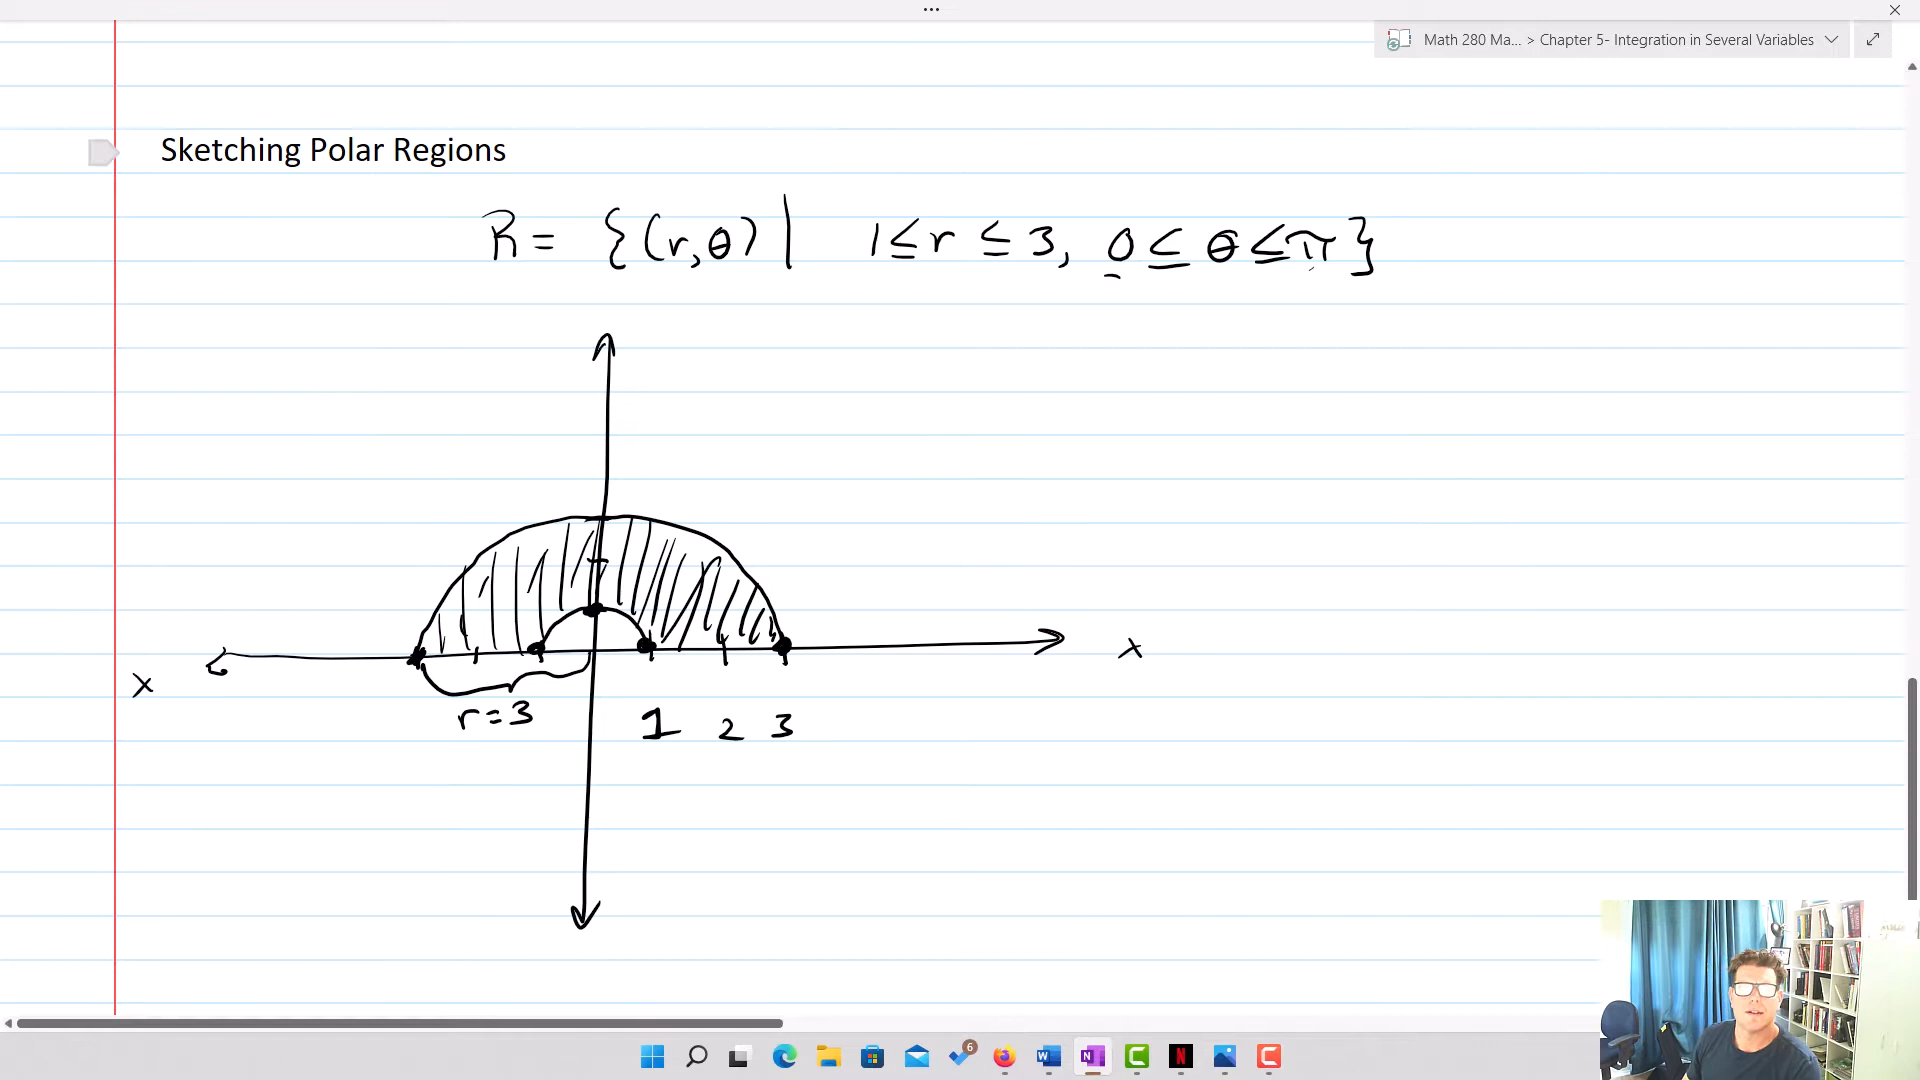 Math 280 Ma... > Chapter 5- Integration in Several Variables
Sketching Polar Regions
R = {(r,θ) | 1 ≤ r ≤ 3, 0 ≤ θ ≤ π}
x
x
r = 3
1 2 3
6